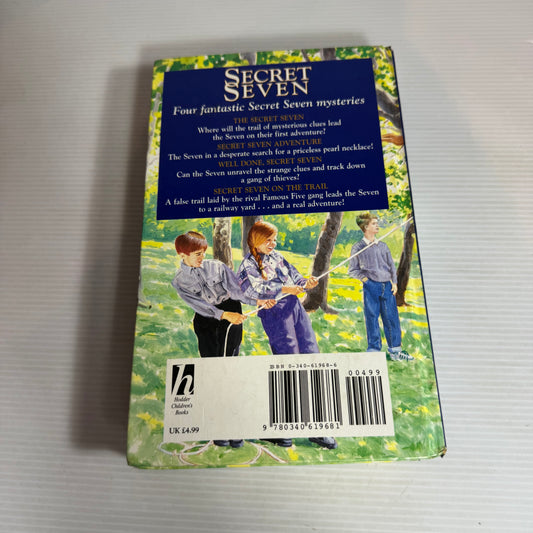 SECRET
SEVEN
Four fantastic Secret Seven mysteries
THE SECRET SEVEN
Where will the trail of mysterious clues lead
the Seven on their first adventure?
SECRET SEVEN ADVENTURE
The Seven in a desperate search for a priceless pearl necklace!
WELL DONE, SECRET SEVEN
Can the Seven unravel the strange clues and track down
a gang of thieves?
SECRET SEVEN ON THE TRAIL
A false trail laid by the rival Famous Five gang leads the Seven
to a railway yard . . . and a real adventure!
h
Hodder
Children's
Books
UK £4.99
ISBN 0-340-61968-6
00499
9 780340 619681